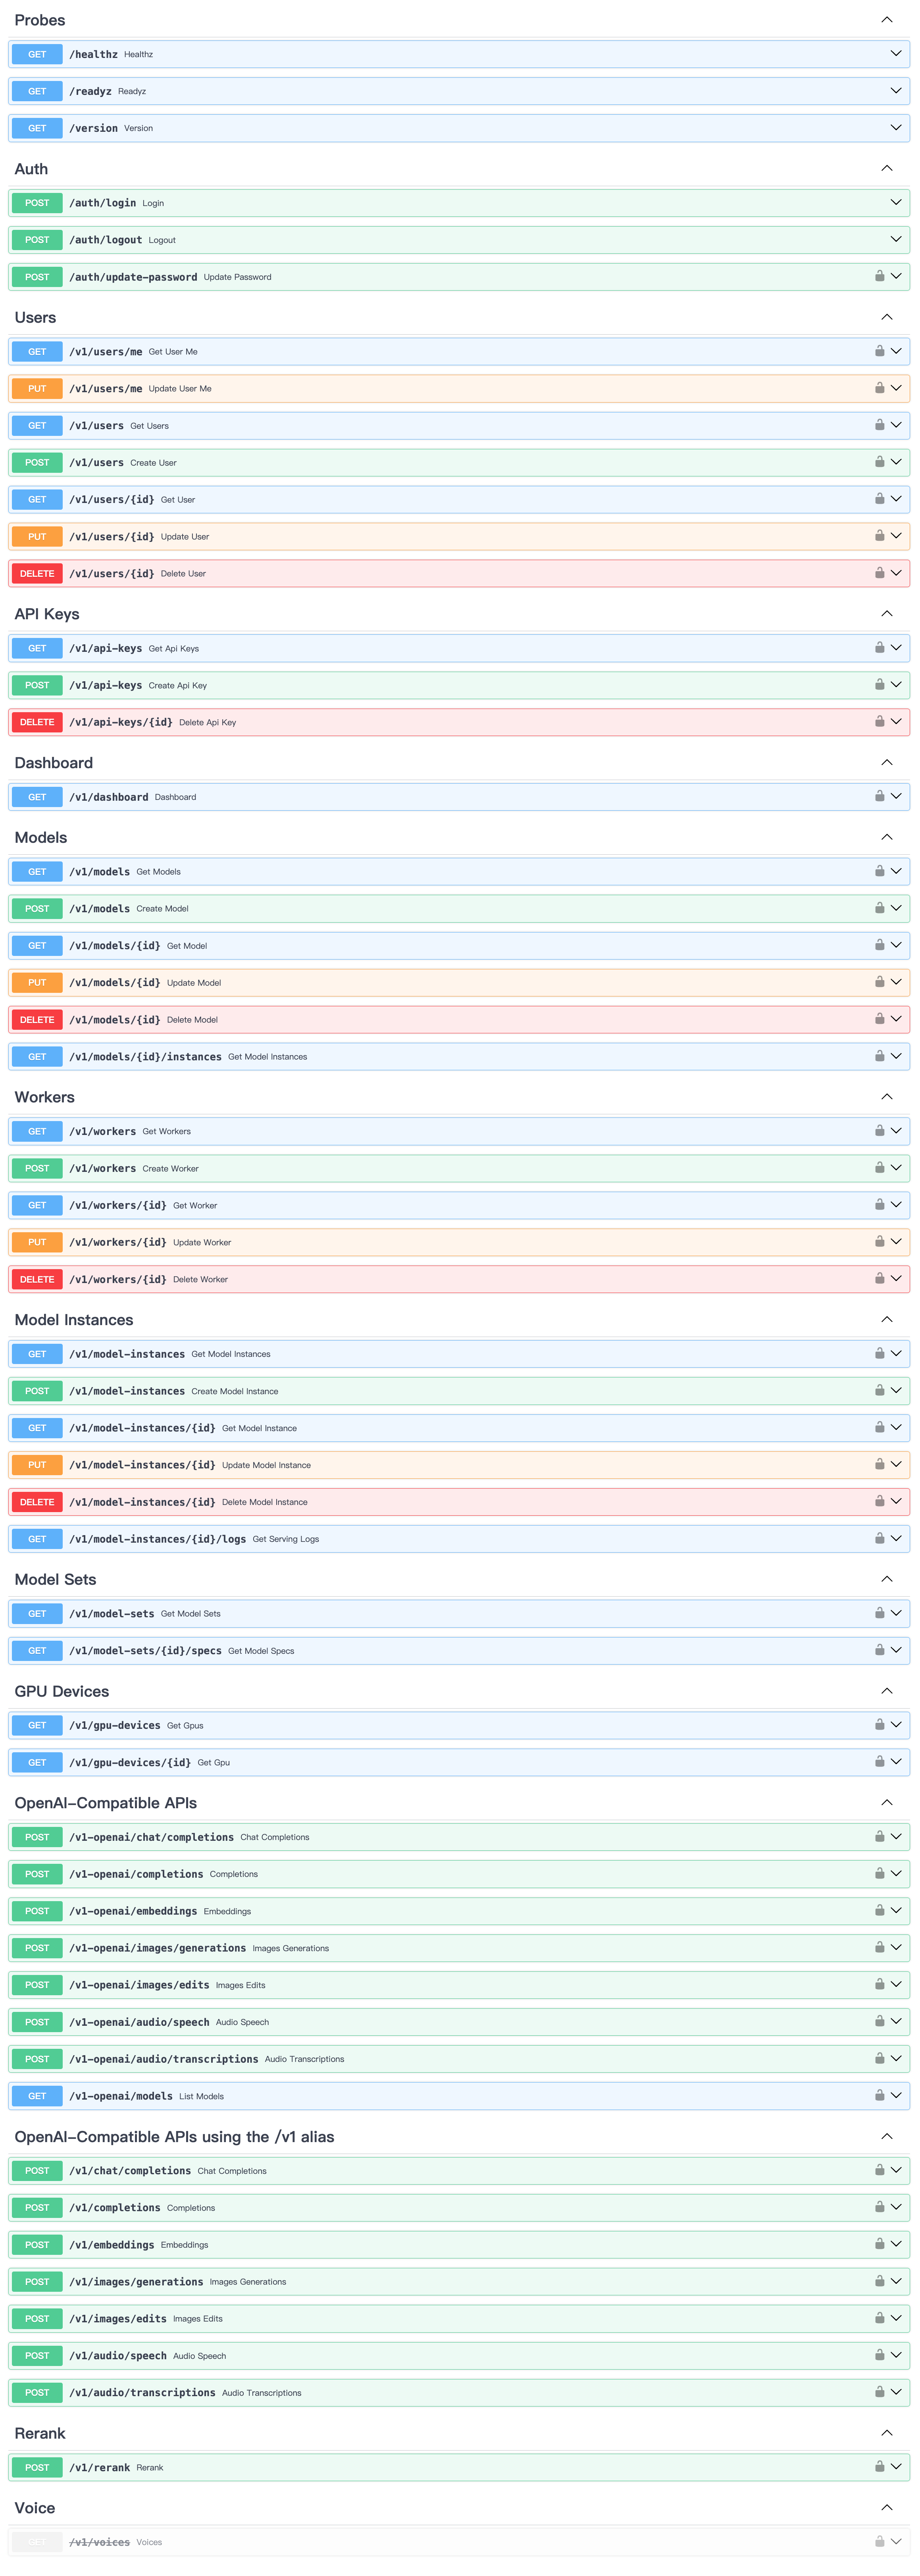 Probes
GET /healthz Healthz
GET /readyz Readyz
GET /version Version
Auth
POST /auth/login Login
POST /auth/logout Logout
POST /auth/update-password Update Password
Users
GET /v1/users/me Get User Me
PUT /v1/users/me Update User Me
GET /v1/users Get Users
POST /v1/users Create User
GET /v1/users/{id} Get User
PUT /v1/users/{id} Update User
DELETE /v1/users/{id} Delete User
API Keys
GET /v1/api-keys Get Api Keys
POST /v1/api-keys Create Api Key
DELETE /v1/api-keys/{id} Delete Api Key
Dashboard
GET /v1/dashboard Dashboard
Models
GET /v1/models Get Models
POST /v1/models Create Model
GET /v1/models/{id} Get Model
PUT /v1/models/{id} Update Model
DELETE /v1/models/{id} Delete Model
GET /v1/models/{id}/instances Get Model Instances
Workers
GET /v1/workers Get Workers
POST /v1/workers Create Worker
GET /v1/workers/{id} Get Worker
PUT /v1/workers/{id} Update Worker
DELETE /v1/workers/{id} Delete Worker
Model Instances
GET /v1/model-instances Get Model Instances
POST /v1/model-instances Create Model Instance
GET /v1/model-instances/{id} Get Model Instance
PUT /v1/model-instances/{id} Update Model Instance
DELETE /v1/model-instances/{id} Delete Model Instance
GET /v1/model-instances/{id}/logs Get Serving Logs
Model Sets
GET /v1/model-sets Get Model Sets
GET /v1/model-sets/{id}/specs Get Model Specs
GPU Devices
GET /v1/gpu-devices Get Gpus
GET /v1/gpu-devices/{id} Get Gpu
OpenAI-Compatible APIs
POST /v1-openai/chat/completions Chat Completions
POST /v1-openai/completions Completions
POST /v1-openai/embeddings Embeddings
POST /v1-openai/images/generations Images Generations
POST /v1-openai/images/edits Images Edits
POST /v1-openai/audio/speech Audio Speech
POST /v1-openai/audio/transcriptions Audio Transcriptions
GET /v1-openai/models List Models
OpenAI-Compatible APIs using the /v1 alias
POST /v1/chat/completions Chat Completions
POST /v1/completions Completions
POST /v1/embeddings Embeddings
POST /v1/images/generations Images Generations
POST /v1/images/edits Images Edits
POST /v1/audio/speech Audio Speech
POST /v1/audio/transcriptions Audio Transcriptions
Rerank
POST /v1/rerank Rerank
Voice
GET /v1/voices Voices